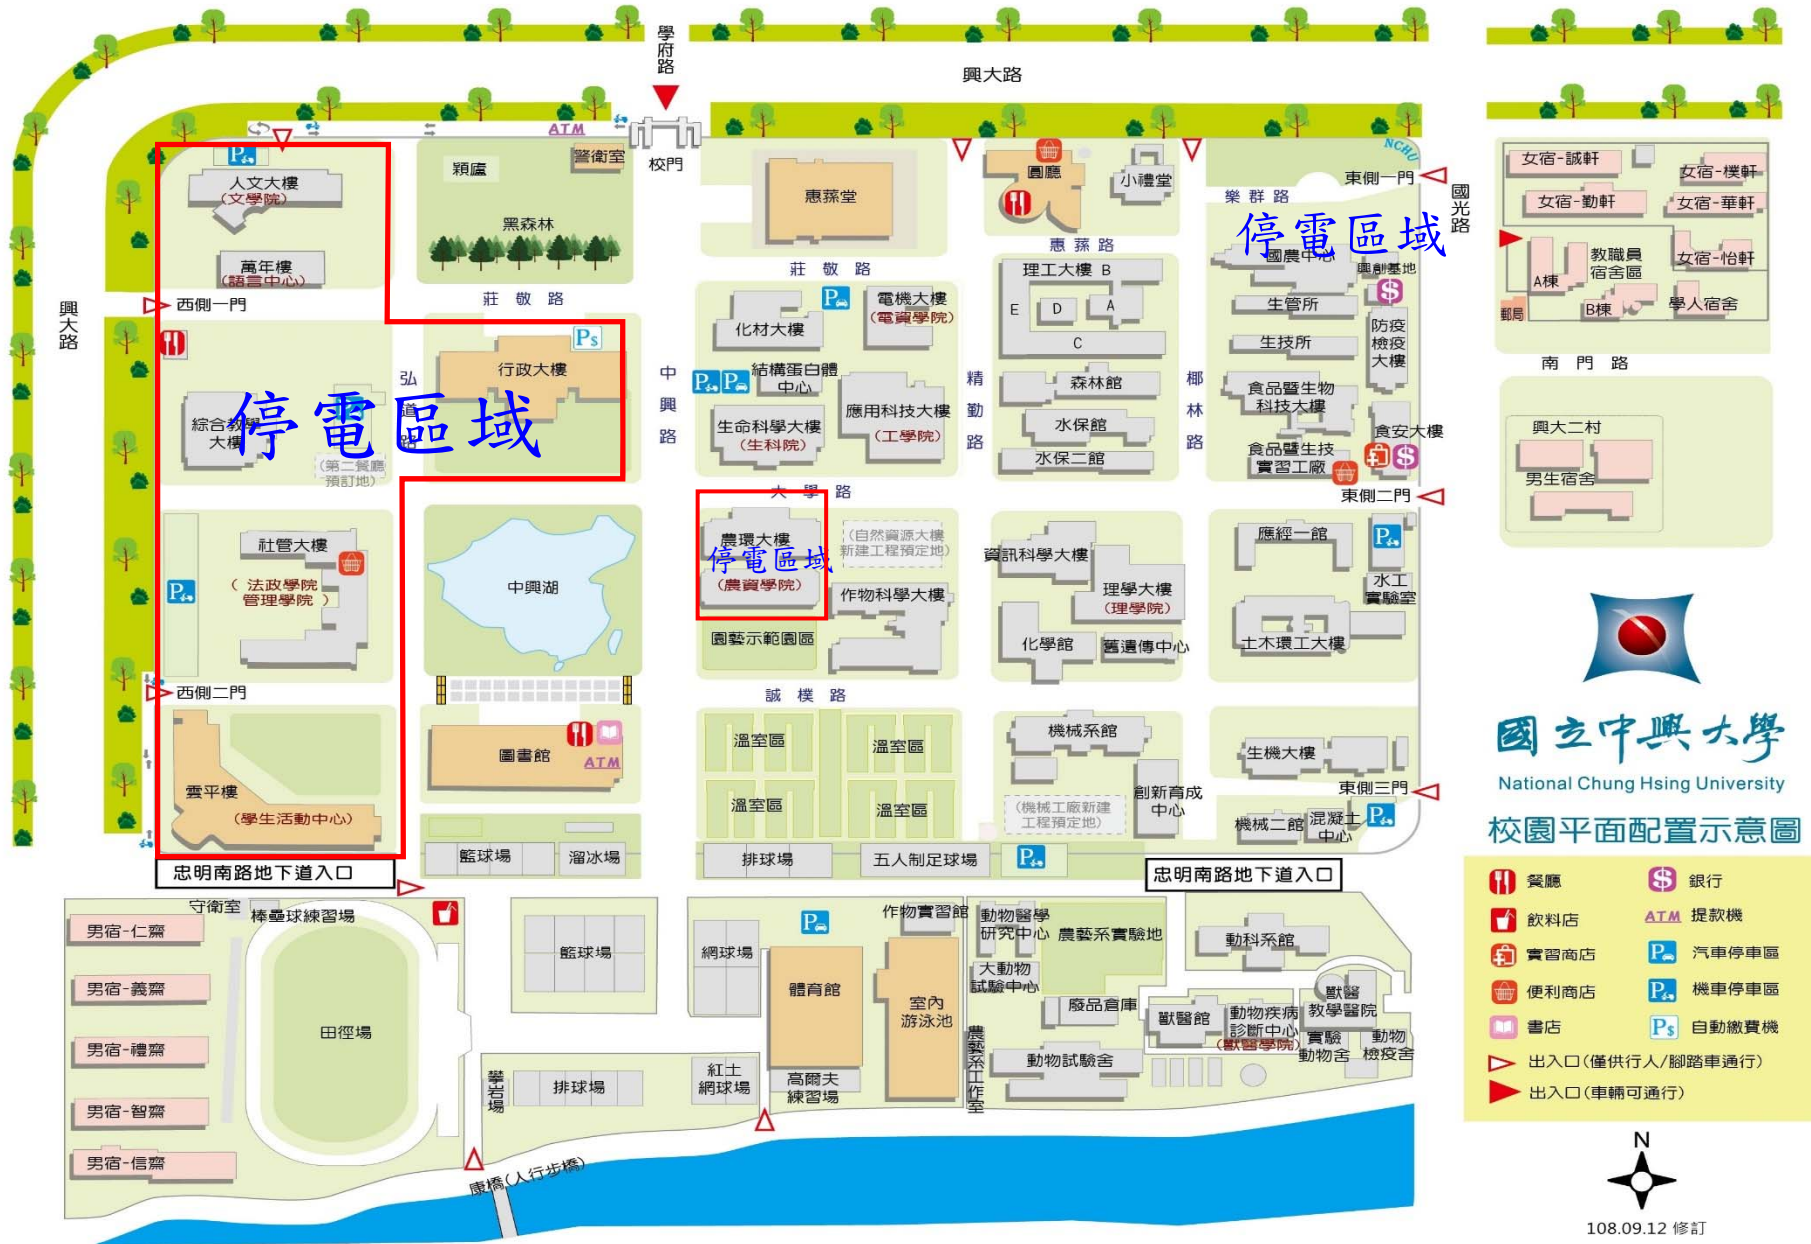 學府路
興大路
ATM
校門
警衛室
穎廬
黑森林
人文大樓
(文學院)
萬年樓
(語言中心)
西側一門
興大路
莊敬路
弘道路
行政大樓
停電區域
綜合教學
大樓
(第二餐廳
預訂地)
社管大樓
(法政學院
管理學院)
西側二門
雲平樓
(學生活動中心)
中興湖
圖書館
ATM
籃球場
溜冰場
忠明南路地下道入口
中興路
惠蓀堂
莊敬路
化材大樓
電機大樓
(電資學院)
結構蛋白體
中心
生命科學大樓
(生科院)
應用科技大樓
(工學院)
大學路
農環大樓
停電區域
(農資學院)
(自然資源大樓
新建工程預定地)
作物科學大樓
園藝示範園區
誠樸路
溫室區
溫室區
溫室區
溫室區
排球場
五人制足球場
圓廳
小禮堂
惠蓀路
理工大樓 B
E
D
A
C
精勤路
森林館
水保館
水保二館
椰林路
資訊科學大樓
理學大樓
(理學院)
化學館
舊遺傳中心
機械系館
(機械工廠新建
工程預定地)
創新育成
中心
忠明南路地下道入口
NCHU
東側一門
國光路
樂群路
停電區域
國農中心
興創基地
生管所
生技所
防疫
檢疫
大樓
食品暨生物
科技大樓
食安大樓
食品暨生技
實習工廠
東側二門
應經一館
水工
實驗室
土木環工大樓
生機大樓
東側三門
機械二館
混凝土
中心
女宿-誠軒
女宿-樸軒
女宿-勤軒
女宿-華軒
女宿-怡軒
教職員
宿舍區
A棟
B棟
學人宿舍
郵局
南門路
興大二村
男生宿舍
國立中興大學
National Chung Hsing University
校園平面配置示意圖
餐廳
銀行
飲料店
ATM 提款機
實習商店
汽車停車區
便利商店
機車停車區
書店
自動繳費機
出入口(僅供行人/腳踏車通行)
出入口(車輛可通行)
N
108.09.12 修訂
守衛室
棒壘球練習場
男宿-仁齋
男宿-義齋
男宿-禮齋
男宿-智齋
男宿-信齋
田徑場
籃球場
攀岩場
排球場
網球場
紅土
網球場
體育館
高爾夫
練習場
作物實習館
室內
游泳池
農藝系工作室
動物醫學
研究中心
農藝系實驗地
大動物
試驗中心
廢品倉庫
動物試驗舍
獸醫館
動物疾病
診斷中心
(獸醫學院)
動科系館
獸醫
教學醫院
實驗
動物舍
動物
檢疫舍
康橋(人行步橋)